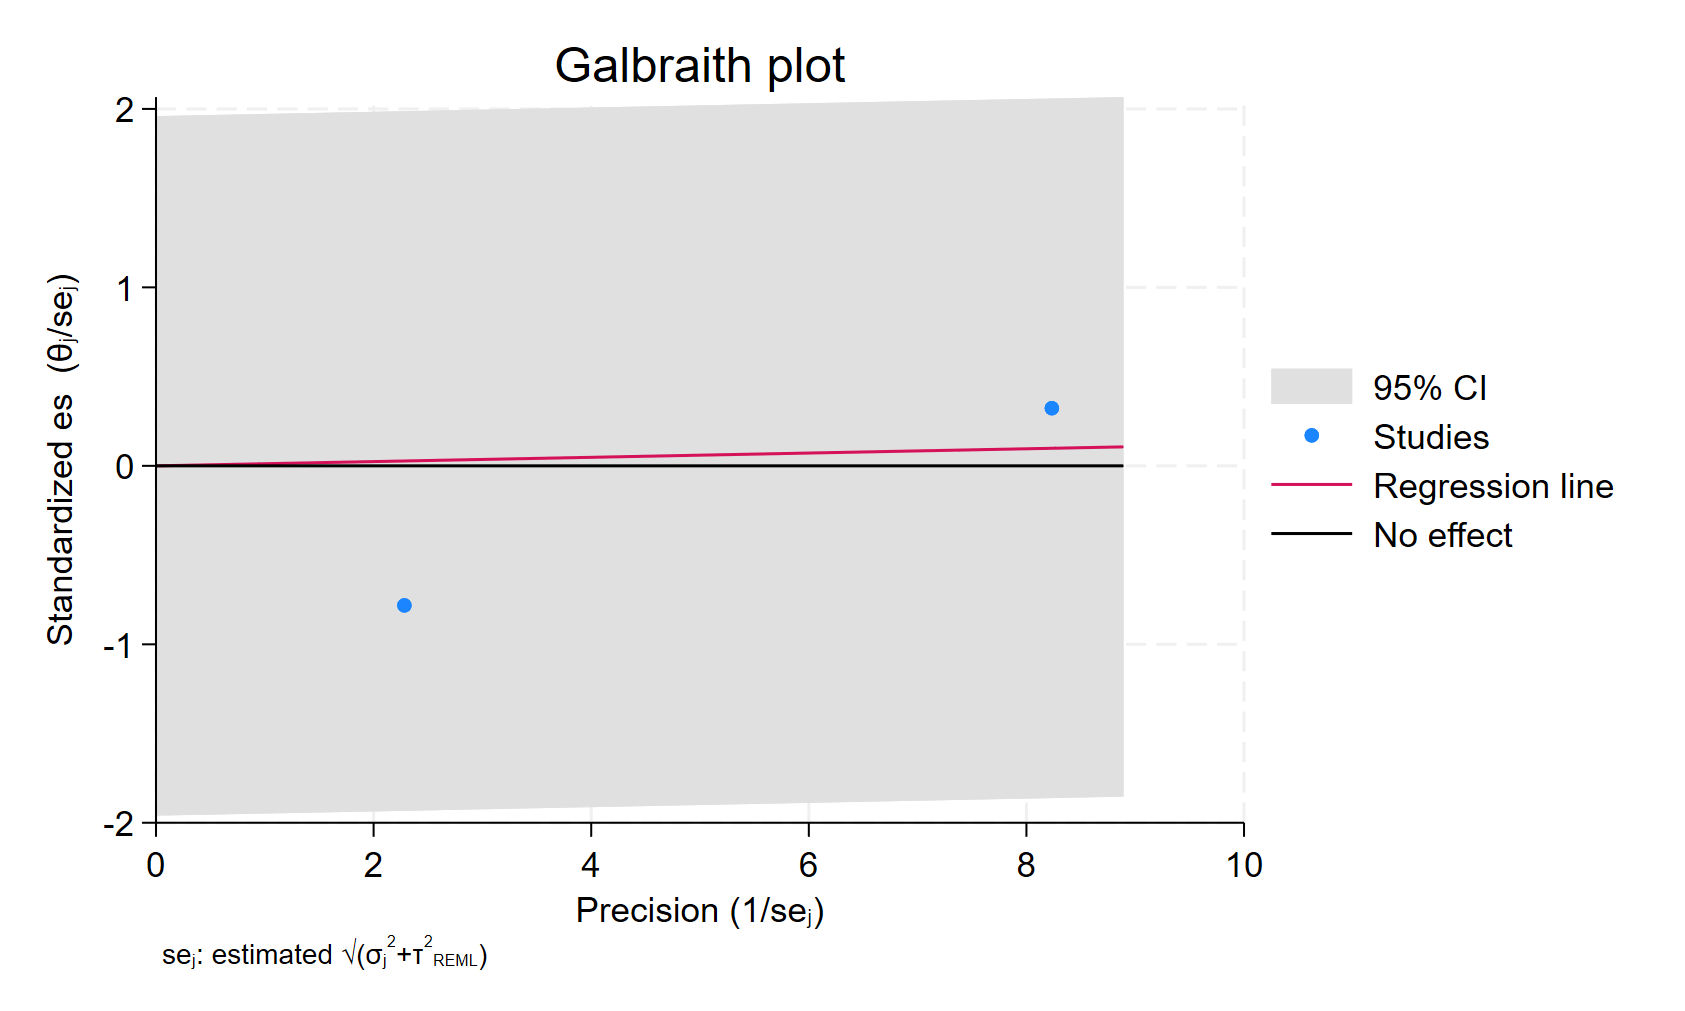 Galbraith plot
Standardized es (θⱼ/seⱼ)
2
1
0
-1
-2
0 2 4 6 8 10
Precision (1/seⱼ)
95% CI
Studies
Regression line
No effect
seⱼ: estimated √(σⱼ²+τ²REML)